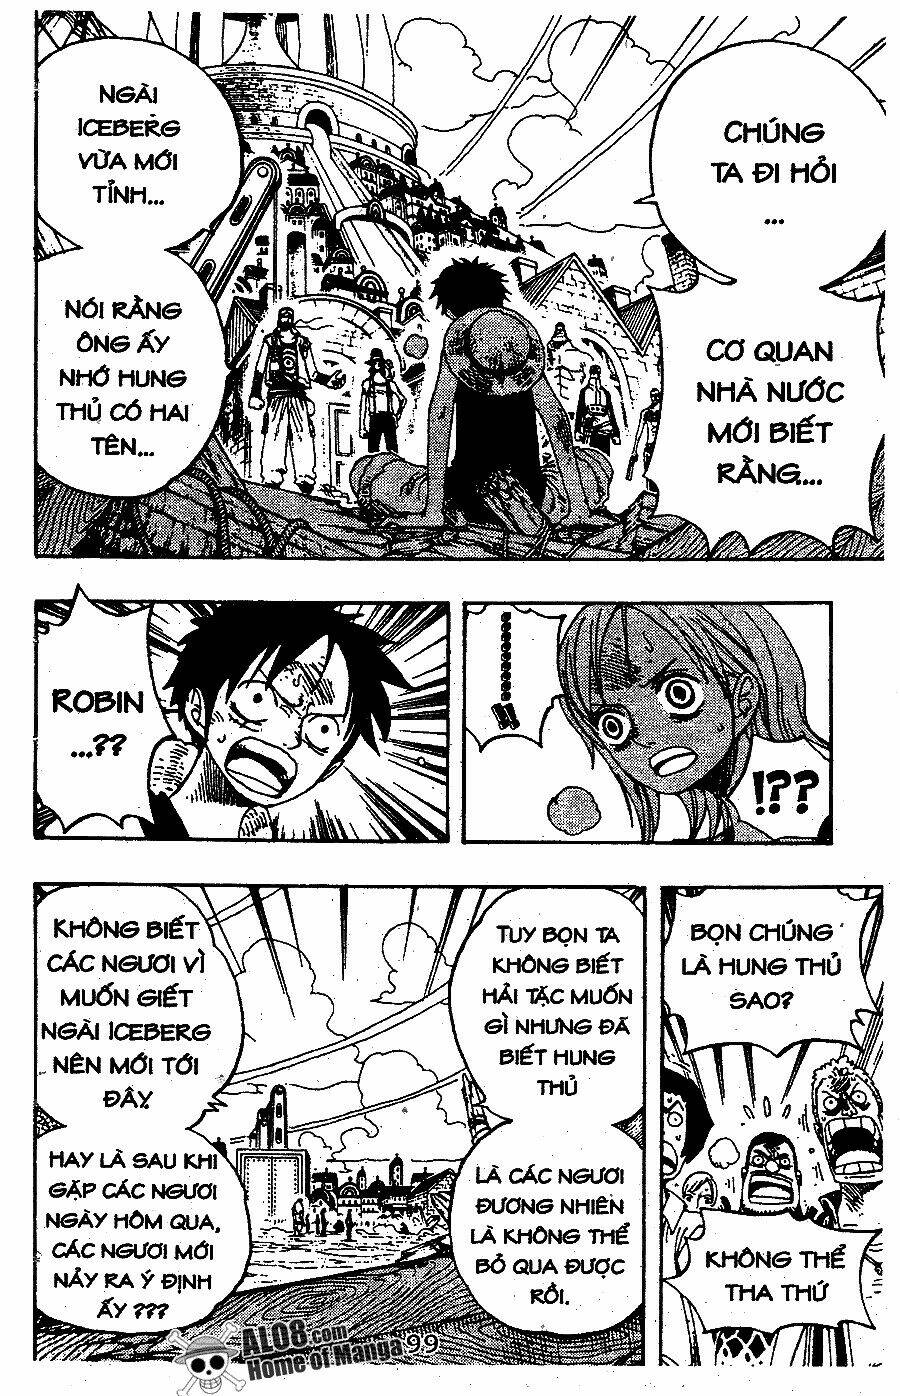 NGÀI
ICEBERG
VỪA MỚI
TỈNH...
NÓI RẰNG
ÔNG ẤY
NHỚ HUNG
THỦ CÓ HAI
TÊN...
CHÚNG
TA ĐI HỎI
...
CƠ QUAN
NHÀ NƯỚC
MỚI BIẾT
RẰNG...
ROBIN
...??
!!
!??
KHÔNG BIẾT
CÁC NGƯƠI VÌ
MUỐN GIẾT
NGÀI ICEBERG
NÊN MỚI TỚI
ĐÂY.
HAY LÀ SAU KHI
GẶP CÁC NGƯƠI
NGÀY HÔM QUA,
CÁC NGƯƠI MỚI
NẢY RA Ý ĐỊNH
ẤY ???
TUY BỌN TA
KHÔNG BIẾT
HẢI TẶC MUỐN
GÌ NHƯNG ĐÃ
BIẾT HUNG
THỦ
LÀ CÁC NGƯƠI
ĐƯƠNG NHIÊN
LÀ KHÔNG THỂ
BỎ QUA ĐƯỢC
RỒI.
BỌN CHÚNG
LÀ HUNG THỦ
SAO?
KHÔNG THỂ
THA THỨ
ALO8.com
Home of Manga
99